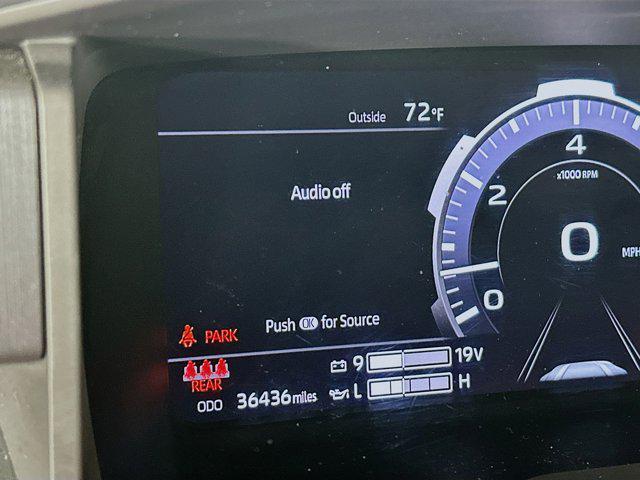 Outside 72°F
4
x1000 RPM
2
Audio off
0
MPH
0
Push OK for Source
PARK
9 19V
REAR
L H
ODO 36436 miles